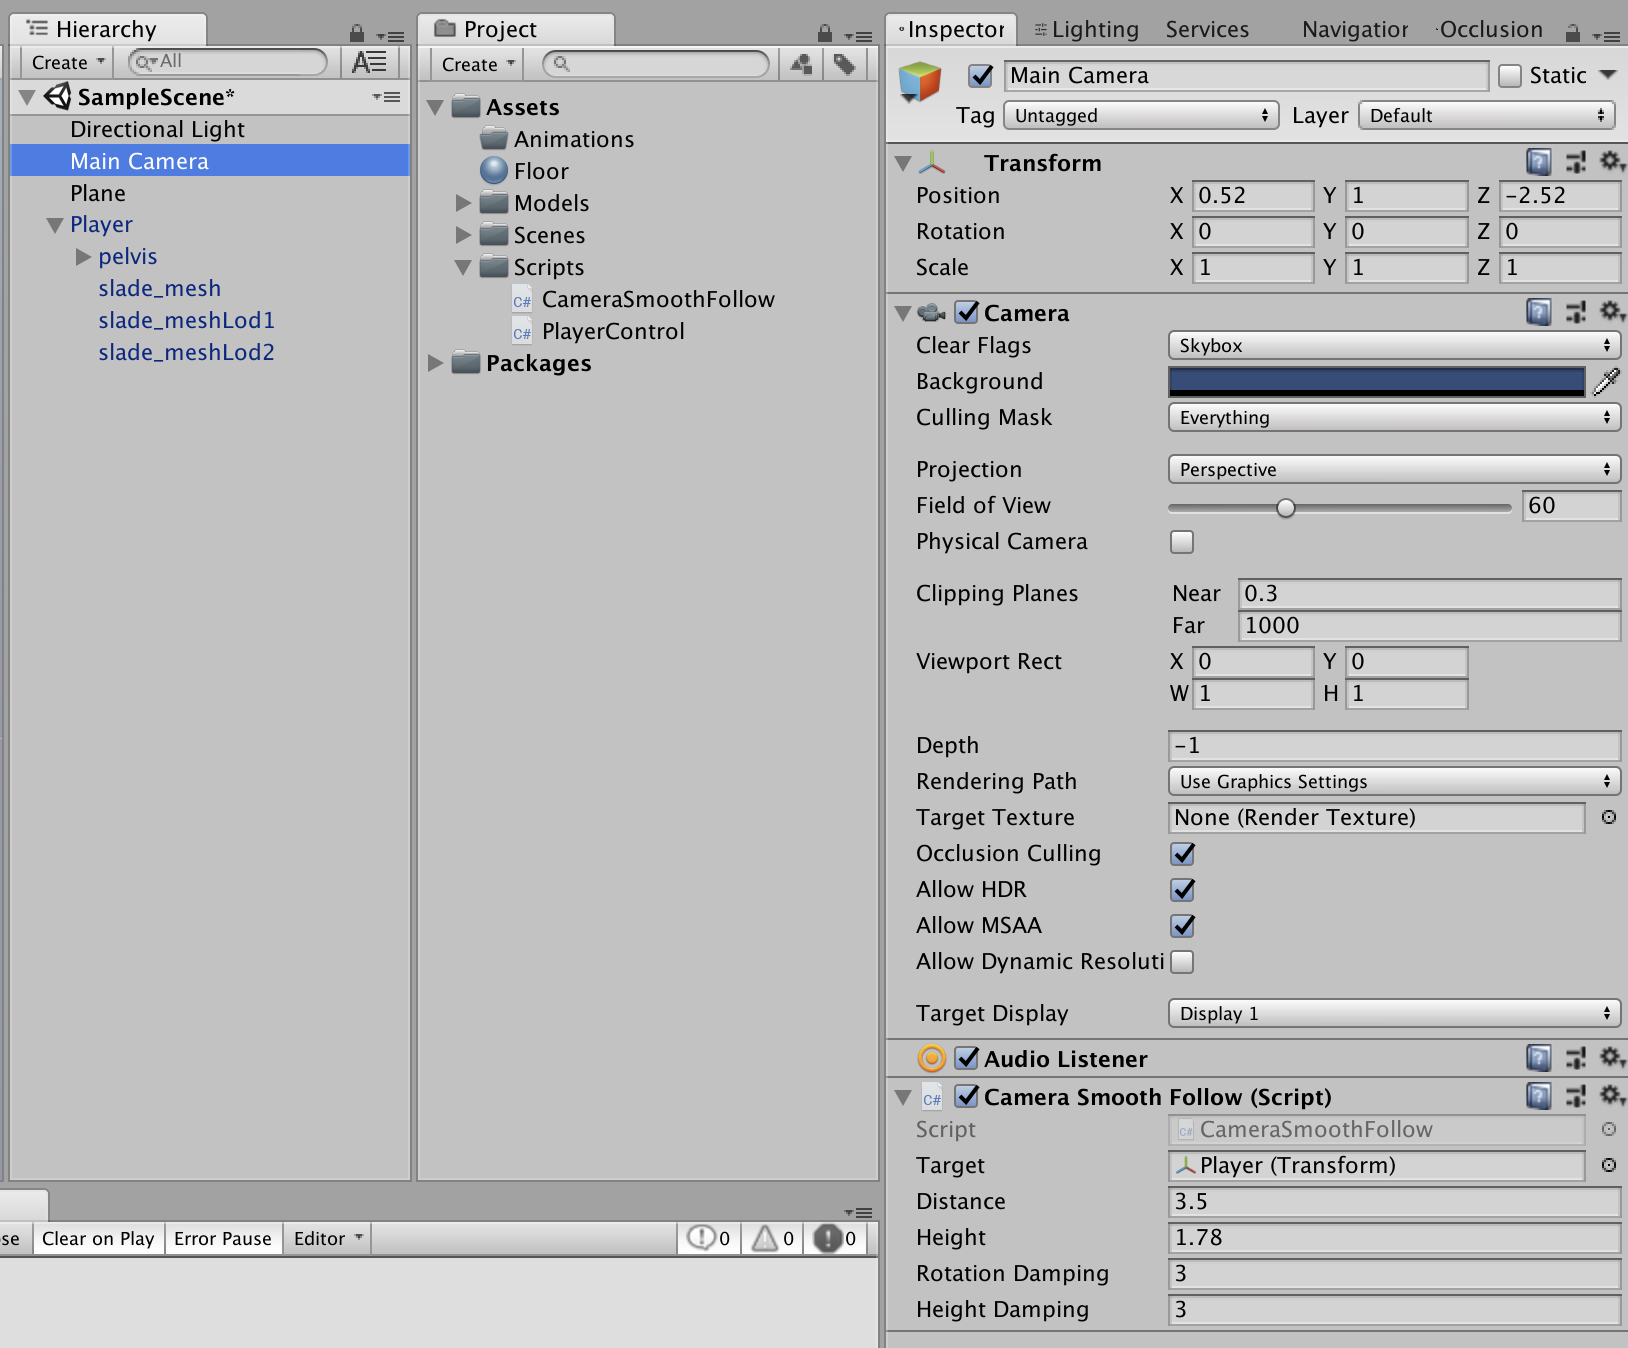 Hierarchy
Create
All
SampleScene*
Directional Light
Main Camera
Plane
Player
pelvis
slade_mesh
slade_meshLod1
slade_meshLod2
Project
Create
Assets
Animations
Floor
Models
Scenes
Scripts
C# CameraSmoothFollow
C# PlayerControl
Packages
Clear on Play Error Pause Editor 0 0 0
Inspector Lighting Services Navigation Occlusion
Main Camera Static
Tag Untagged Layer Default
Transform
Position X 0.52 Y 1 Z -2.52
Rotation X 0 Y 0 Z 0
Scale X 1 Y 1 Z 1
Camera
Clear Flags Skybox
Background
Culling Mask Everything
Projection Perspective
Field of View 60
Physical Camera
Clipping Planes Near 0.3
Far 1000
Viewport Rect X 0 Y 0
W 1 H 1
Depth -1
Rendering Path Use Graphics Settings
Target Texture None (Render Texture)
Occlusion Culling
Allow HDR
Allow MSAA
Allow Dynamic Resoluti
Target Display Display 1
Audio Listener
C# Camera Smooth Follow (Script)
Script C# CameraSmoothFollow
Target Player (Transform)
Distance 3.5
Height 1.78
Rotation Damping 3
Height Damping 3